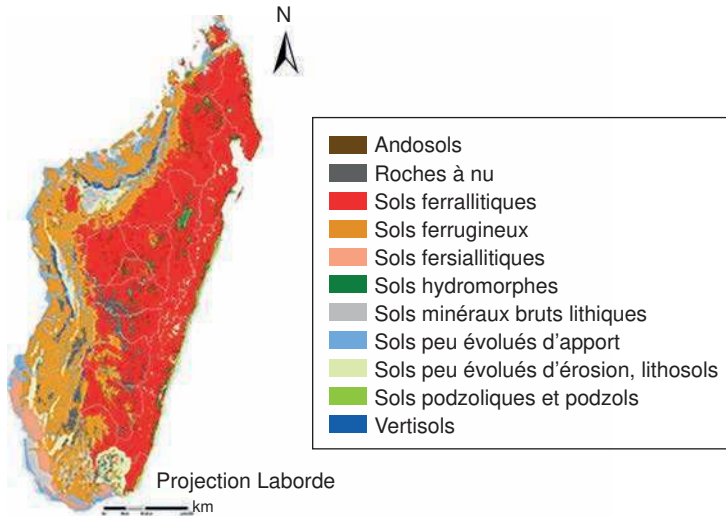 N
Andosols
Roches à nu
Sols ferrallitiques
Sols ferrugineux
Sols fersiallitiques
Sols hydromorphes
Sols minéraux bruts lithiques
Sols peu évolués d’apport
Sols peu évolués d’érosion, lithosols
Sols podzoliques et podzols
Vertisols
Projection Laborde
km